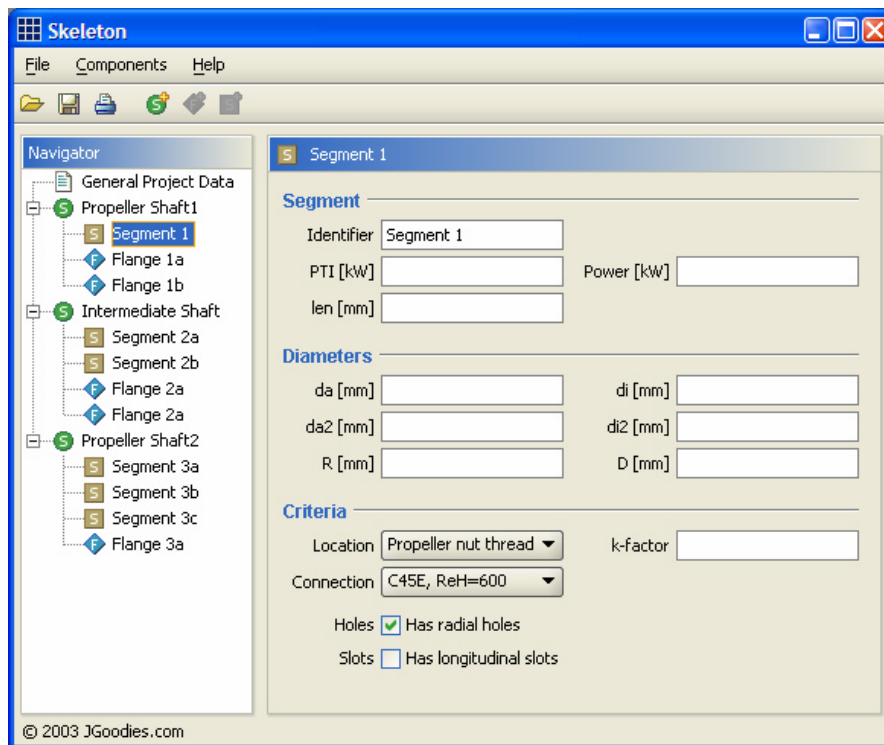 Skeleton
File Components Help
Navigator
General Project Data
Propeller Shaft1
Segment 1
Flange 1a
Flange 1b
Intermediate Shaft
Segment 2a
Segment 2b
Flange 2a
Flange 2a
Propeller Shaft2
Segment 3a
Segment 3b
Segment 3c
Flange 3a
Segment 1
Segment
Identifier Segment 1
PTI [kW] Power [kW]
len [mm]
Diameters
da [mm] di [mm]
da2 [mm] di2 [mm]
R [mm] D [mm]
Criteria
Location Propeller nut thread k-factor
Connection C45E, ReH=600
Holes Has radial holes
Slots Has longitudinal slots
© 2003 JGoodies.com